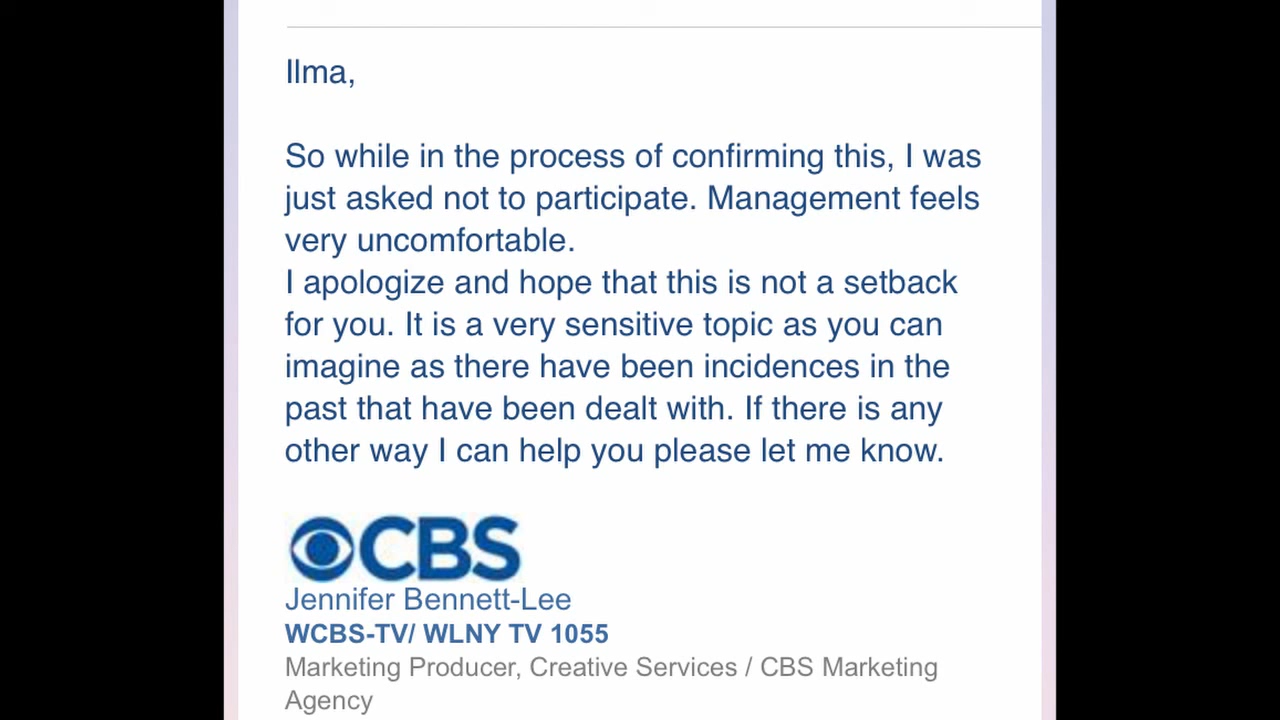 Ilma,
So while in the process of confirming this, I was
just asked not to participate. Management feels
very uncomfortable.
I apologize and hope that this is not a setback
for you. It is a very sensitive topic as you can
imagine as there have been incidences in the
past that have been dealt with. If there is any
other way I can help you please let me know.
CBS
Jennifer Bennett-Lee
WCBS-TV/ WLNY TV 1055
Marketing Producer, Creative Services / CBS Marketing
Agency